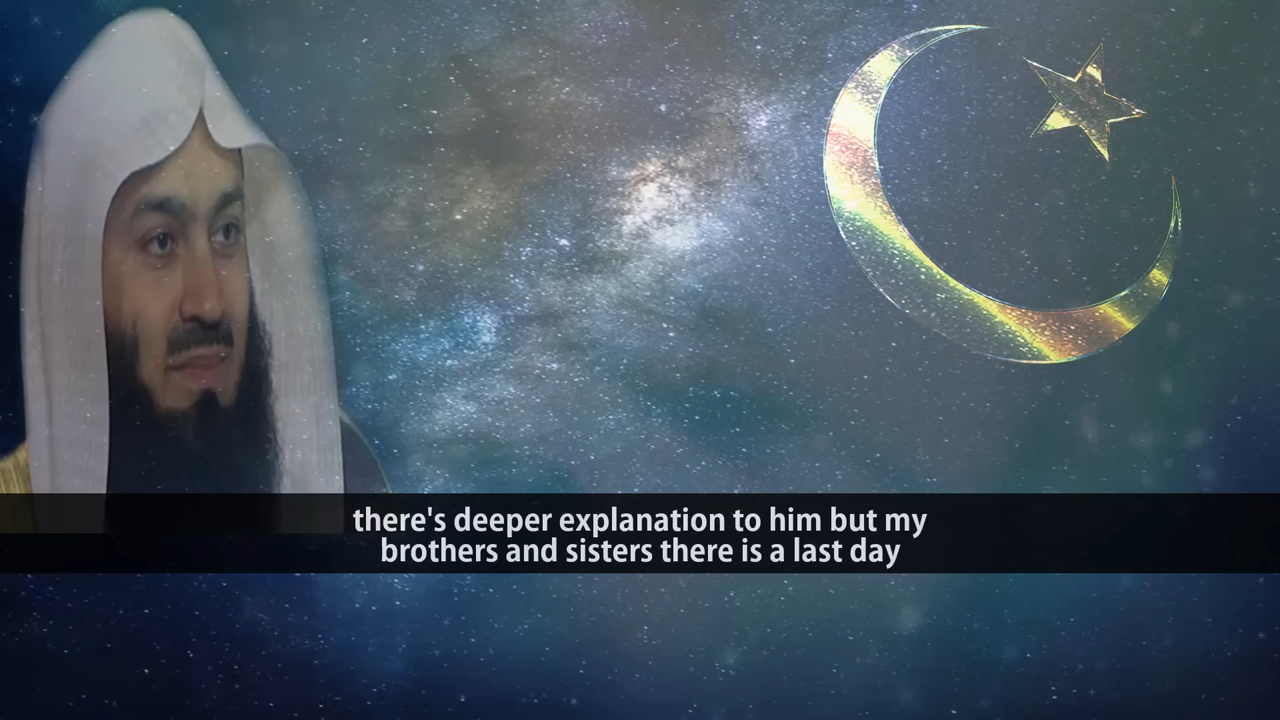 there's deeper explanation to him but my
brothers and sisters there is a last day